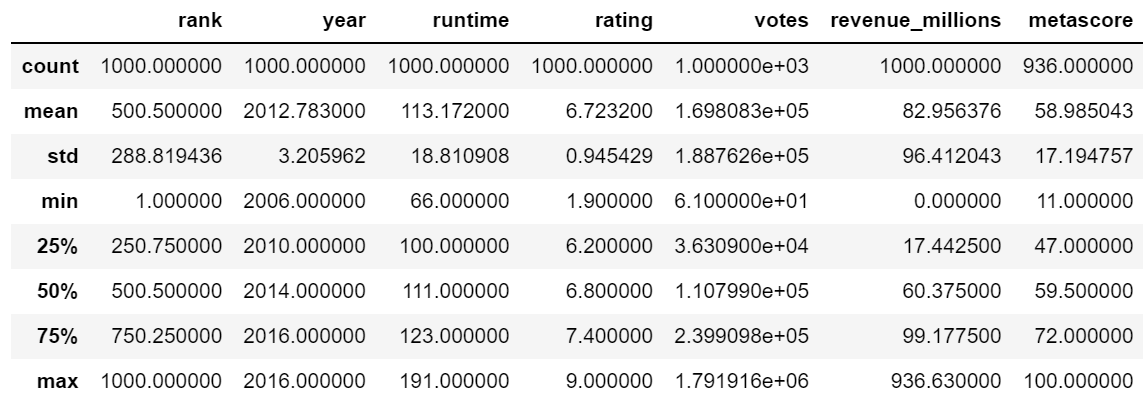 rank year runtime rating votes revenue_millions metascore
count 1000.000000 1000.000000 1000.000000 1000.000000 1.000000e+03 1000.000000 936.000000
mean 500.500000 2012.783000 113.172000 6.723200 1.698083e+05 82.956376 58.985043
std 288.819436 3.205962 18.810908 0.945429 1.887626e+05 96.412043 17.194757
min 1.000000 2006.000000 66.000000 1.900000 6.100000e+01 0.000000 11.000000
25% 250.750000 2010.000000 100.000000 6.200000 3.630900e+04 17.442500 47.000000
50% 500.500000 2014.000000 111.000000 6.800000 1.107990e+05 60.375000 59.500000
75% 750.250000 2016.000000 123.000000 7.400000 2.399098e+05 99.177500 72.000000
max 1000.000000 2016.000000 191.000000 9.000000 1.791916e+06 936.630000 100.000000